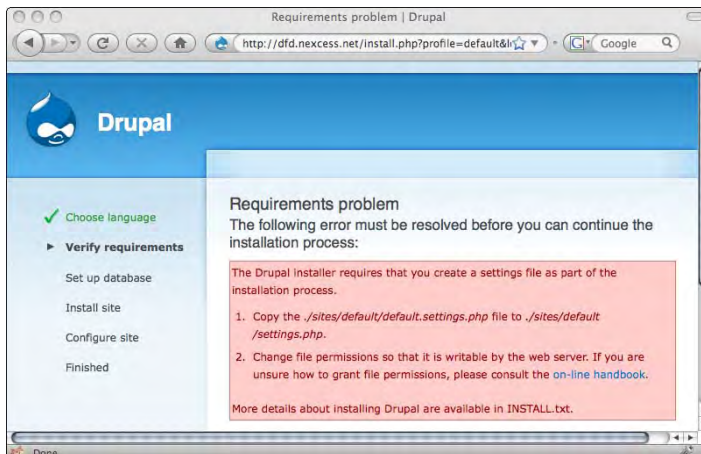 Requirements problem | Drupal
http://dfd.nexcess.net/install.php?profile=default&l
G
Google
Drupal
Choose language
Verify requirements
Set up database
Install site
Configure site
Finished
Requirements problem
The following error must be resolved before you can continue the
installation process:
The Drupal installer requires that you create a settings file as part of the
installation process.
1. Copy the ./sites/default/default.settings.php file to ./sites/default
/settings.php.
2. Change file permissions so that it is writable by the web server. If you are
unsure how to grant file permissions, please consult the on-line handbook.
More details about installing Drupal are available in INSTALL.txt.
Done